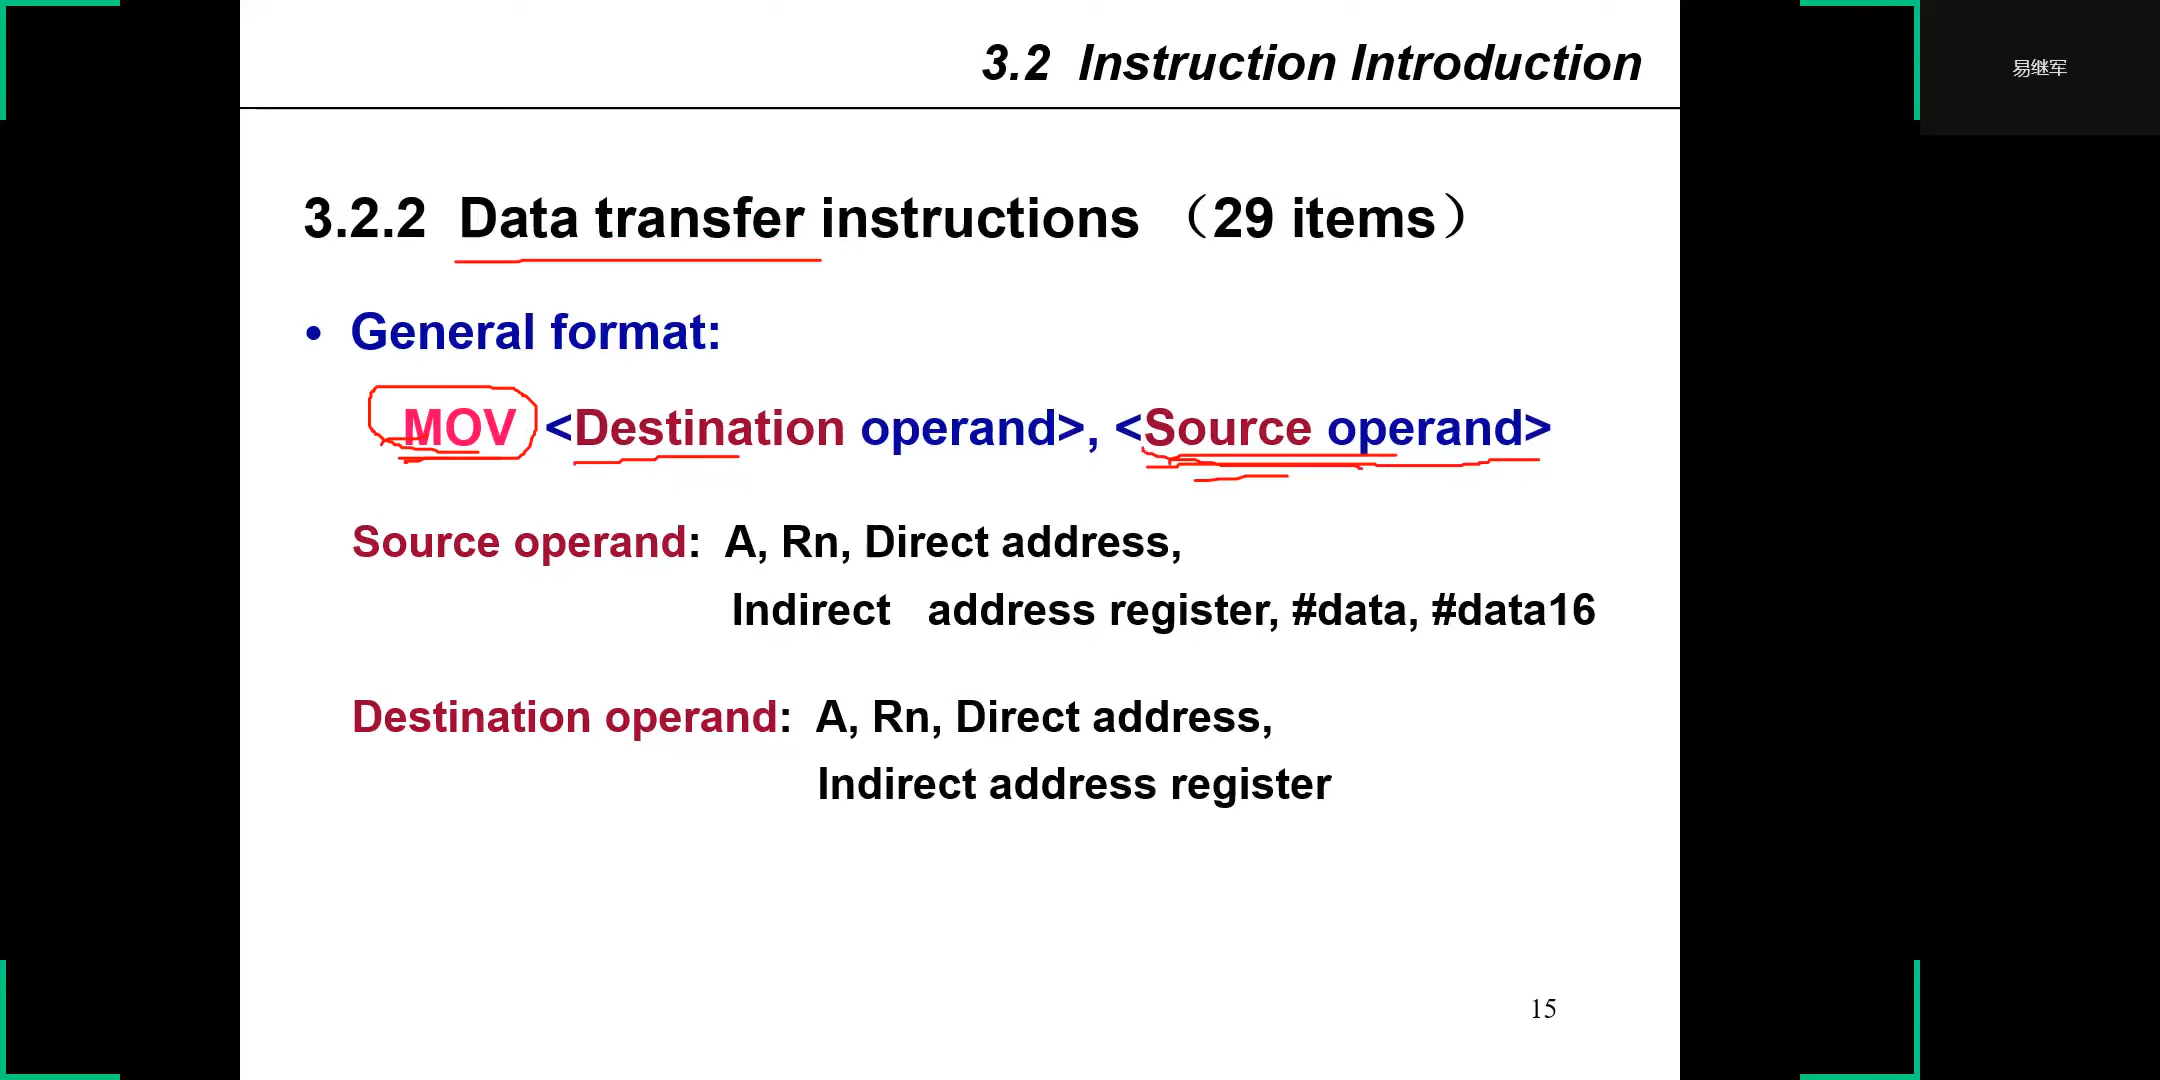 3.2 Instruction Introduction
易继军
3.2.2 Data transfer instructions （29 items）
• General format:
MOV <Destination operand>, <Source operand>
Source operand: A, Rn, Direct address,
Indirect address register, #data, #data16
Destination operand: A, Rn, Direct address,
Indirect address register
15